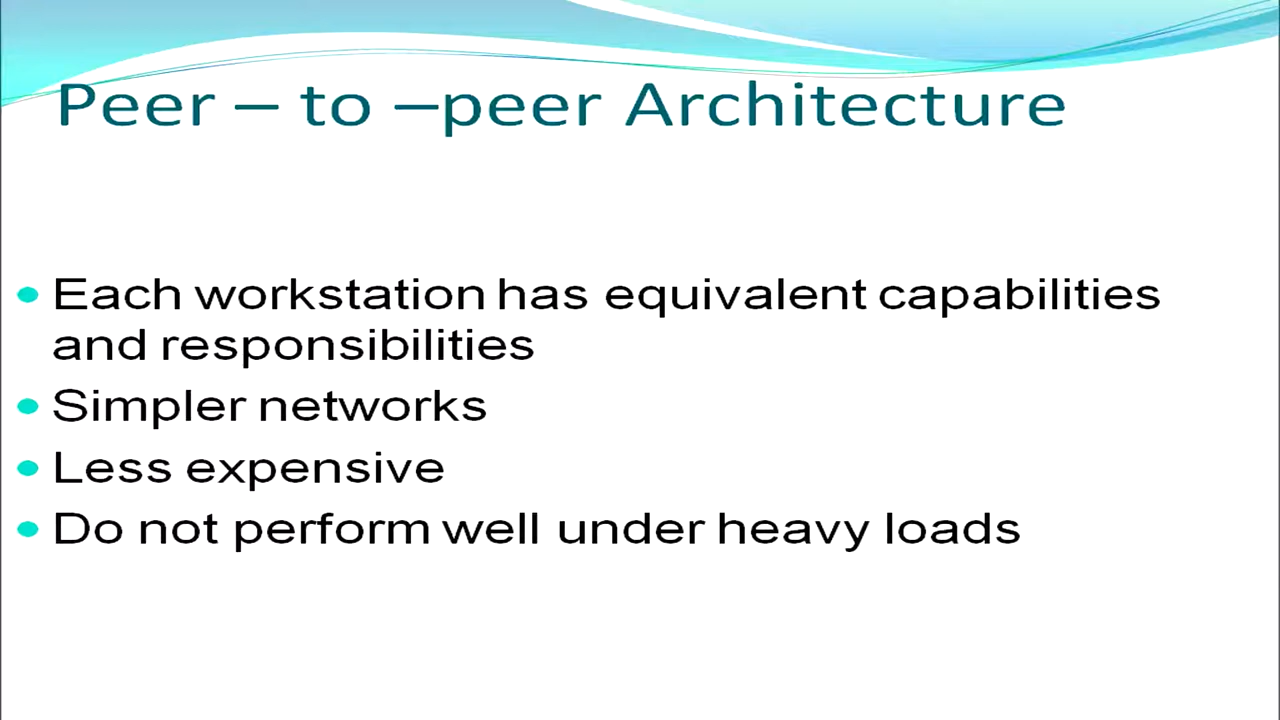 Peer – to –peer Architecture
Each workstation has equivalent capabilities
and responsibilities
Simpler networks
Less expensive
Do not perform well under heavy loads